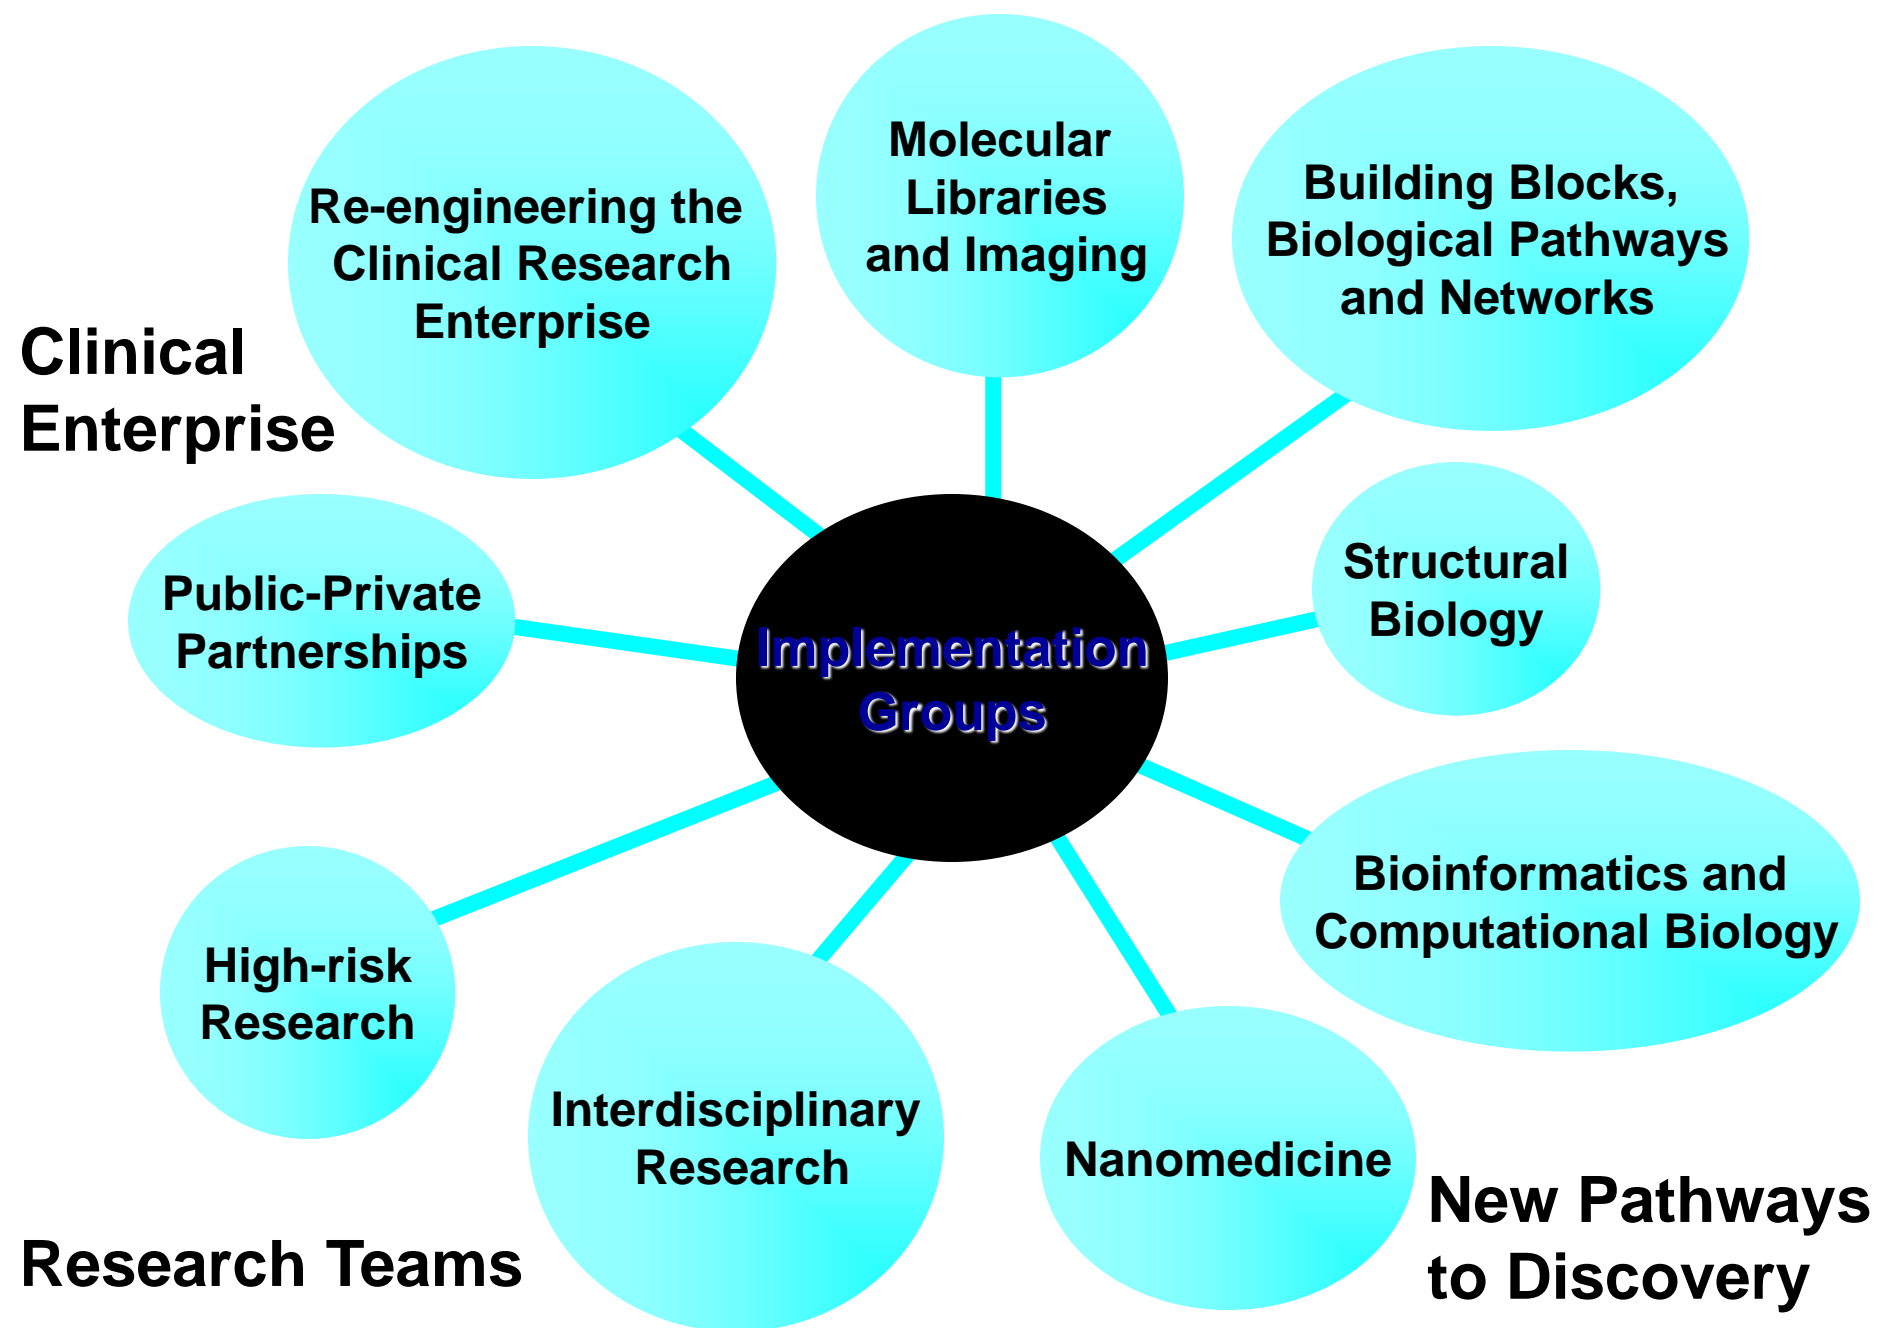 Molecular
Libraries
and Imaging
Building Blocks,
Biological Pathways
and Networks
Re-engineering the
Clinical Research
Enterprise
Clinical
Enterprise
Structural
Biology
Public-Private
Partnerships
Implementation
Groups
Bioinformatics and
Computational Biology
High-risk
Research
Interdisciplinary
Research
Nanomedicine
New Pathways
to Discovery
Research Teams